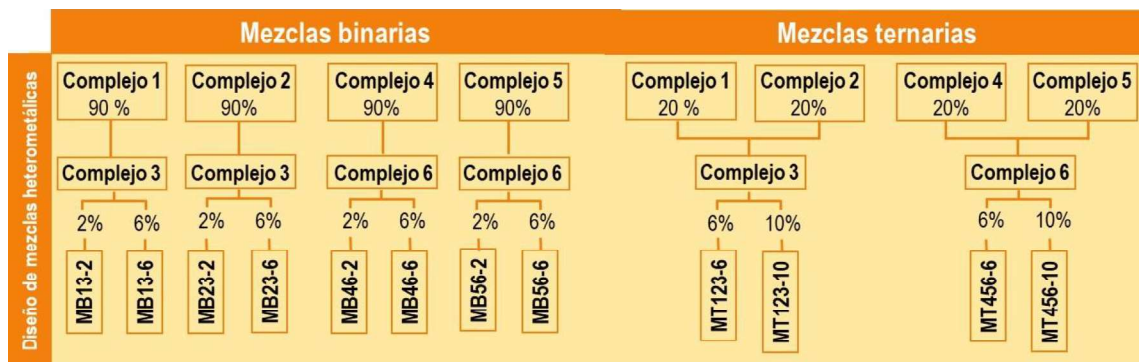 Mezclas binarias
Mezclas ternarias
Diseño de mezclas heterometálicas
Complejo 1
90 %
Complejo 2
90%
Complejo 4
90%
Complejo 5
90%
Complejo 1
20 %
Complejo 2
20%
Complejo 4
20%
Complejo 5
20%
Complejo 3
Complejo 3
Complejo 6
Complejo 6
Complejo 3
Complejo 6
2%
6%
2%
6%
2%
6%
2%
6%
6%
10%
6%
10%
MB13-2
MB13-6
MB23-2
MB23-6
MB46-2
MB46-6
MB56-2
MB56-6
MT123-6
MT123-10
MT456-6
MT456-10